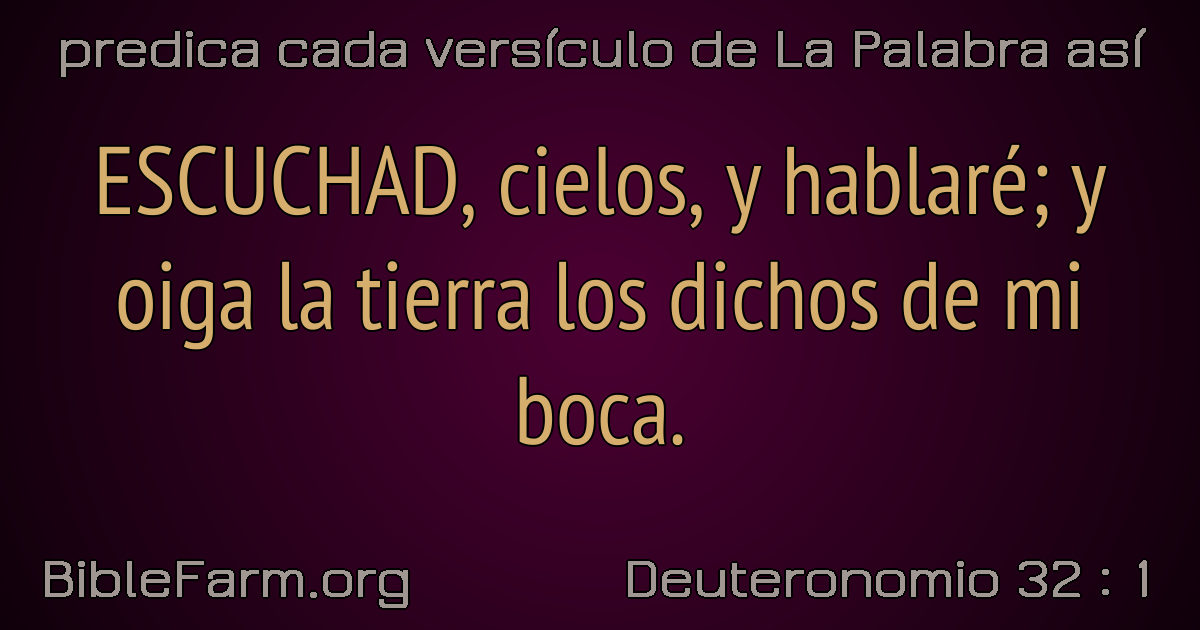 predica cada versículo de La Palabra así
ESCUCHAD, cielos, y hablaré; y
oiga la tierra los dichos de mi
boca.
BibleFarm.org
Deuteronomio 32 : 1